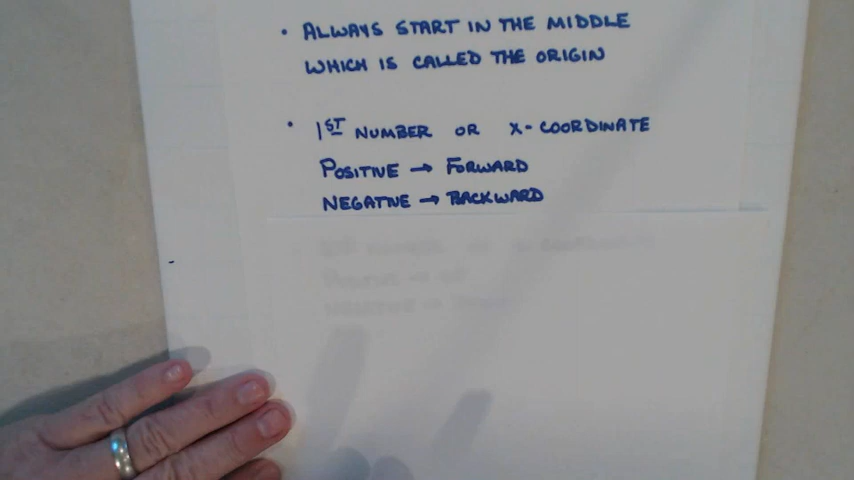 • ALWAYS START IN THE MIDDLE
WHICH IS CALLED THE ORIGIN
• 1ST NUMBER OR X-COORDINATE
POSITIVE → FORWARD
NEGATIVE → BACKWARD